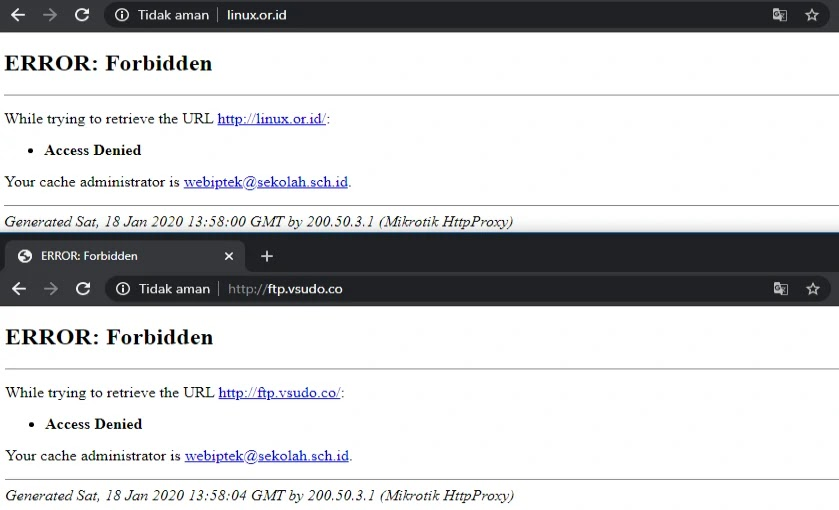 Tidak aman | linux.or.id
ERROR: Forbidden
While trying to retrieve the URL http://linux.or.id/:
• Access Denied
Your cache administrator is webiptek@sekolah.sch.id.
Generated Sat, 18 Jan 2020 13:58:00 GMT by 200.50.3.1 (Mikrotik HttpProxy)
ERROR: Forbidden
Tidak aman | http://ftp.vsudo.co
ERROR: Forbidden
While trying to retrieve the URL http://ftp.vsudo.co/:
• Access Denied
Your cache administrator is webiptek@sekolah.sch.id.
Generated Sat, 18 Jan 2020 13:58:04 GMT by 200.50.3.1 (Mikrotik HttpProxy)